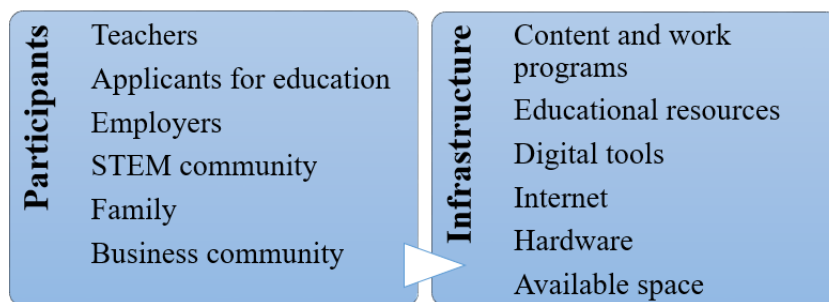 Participants
Teachers
Applicants for education
Employers
STEM community
Family
Business community
Infrastructure
Content and work
programs
Educational resources
Digital tools
Internet
Hardware
Available space